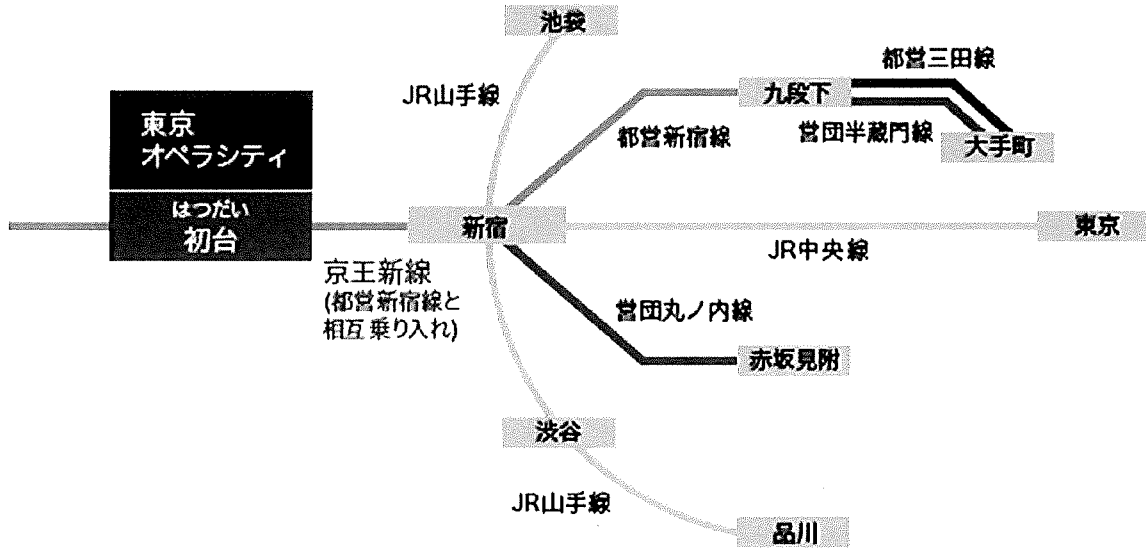 池袋
都営三田線
JR山手線
九段下
東京
オペラシティ
都営新宿線
営団半蔵門線
大手町
はつだい
初台
新宿
東京
JR中央線
京王新線
(都営新宿線と
相互乗り入れ)
営団丸ノ内線
赤坂見附
渋谷
JR山手線
品川